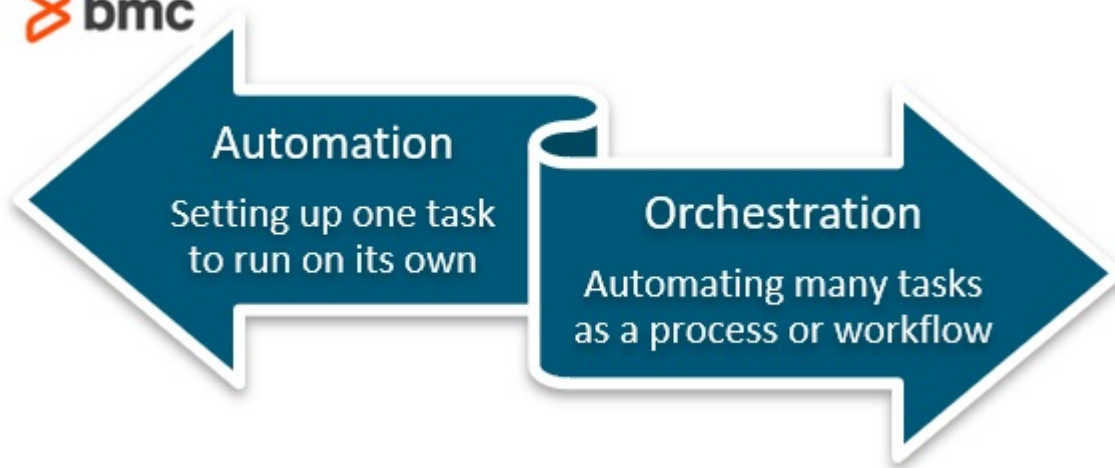 bmc
Automation
Setting up one task
to run on its own
Orchestration
Automating many tasks
as a process or workflow